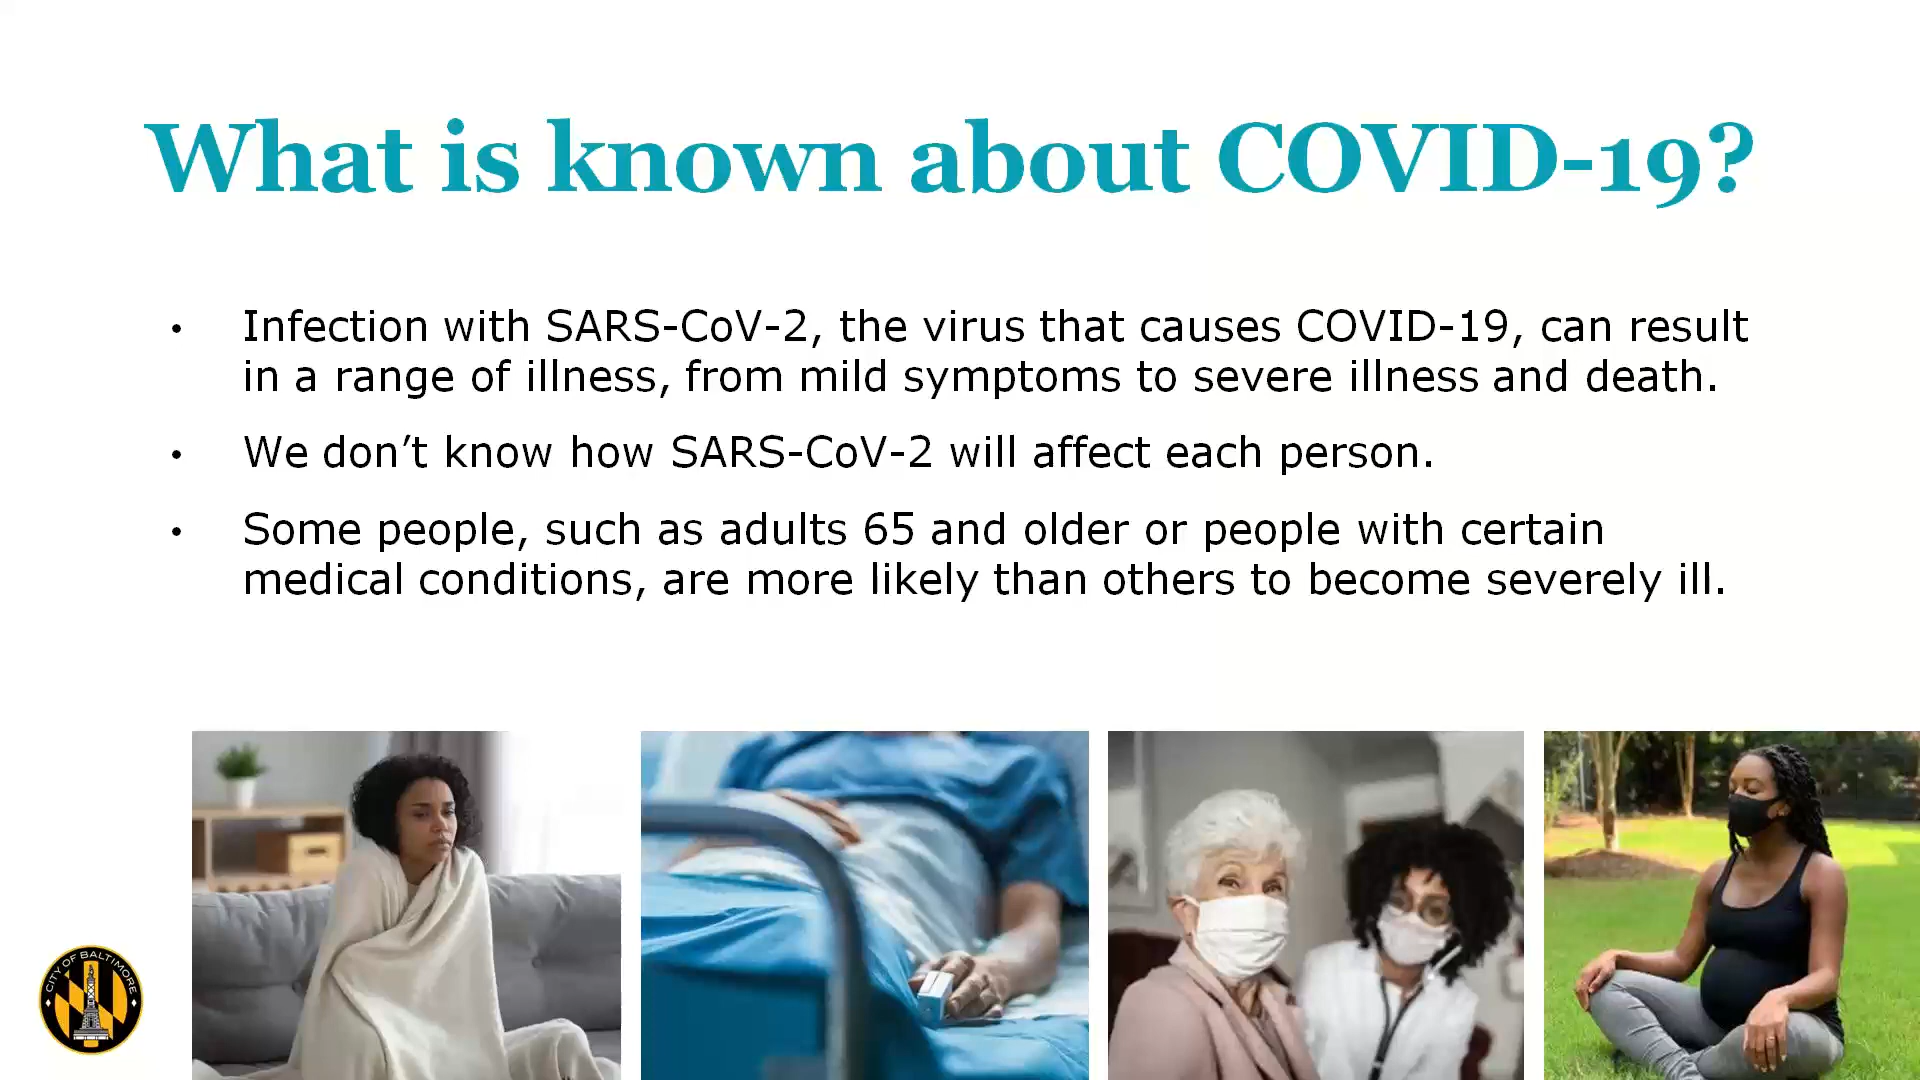 What is known about COVID-19?
• Infection with SARS-CoV-2, the virus that causes COVID-19, can result
in a range of illness, from mild symptoms to severe illness and death.
• We don’t know how SARS-CoV-2 will affect each person.
• Some people, such as adults 65 and older or people with certain
medical conditions, are more likely than others to become severely ill.
CITY OF BALTIMORE